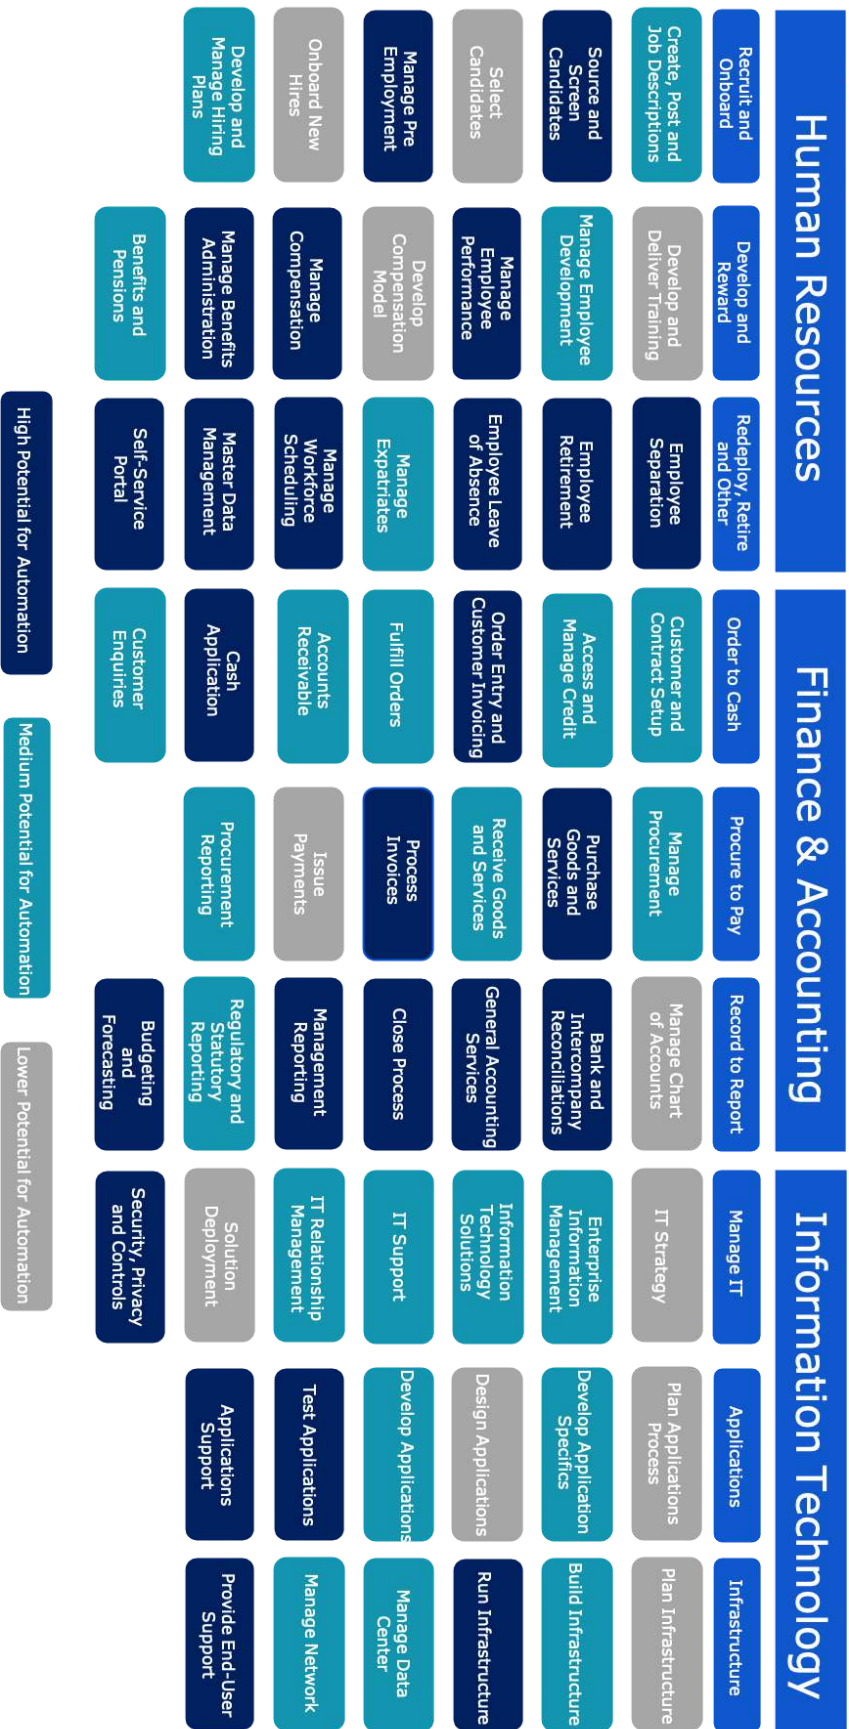 Human Resources
Finance & Accounting
Information Technology
Recruit and
Onboard
Develop and
Reward
Redeploy, Retire
and Other
Order to Cash
Procure to Pay
Record to Report
Manage IT
Applications
Infrastructure
Create, Post and
Job Descriptions
Develop and
Deliver Training
Employee
Separation
Customer and
Contract Setup
Manage
Procurement
Manage Chart
of Accounts
IT Strategy
Plan Applications
Process
Plan Infrastructure
Source and
Screen
Candidates
Manage Employee
Development
Employee
Retirement
Access and
Manage Credit
Purchase
Goods and
Services
Bank and
Intercompany
Reconciliations
Enterprise
Information
Management
Develop Application
Specifics
Build Infrastructure
Select
Candidates
Manage
Employee
Performance
Employee Leave
of Absence
Order Entry and
Customer Invoicing
Receive Goods
and Services
General Accounting
Services
Information
Technology
Solutions
Design Applications
Run Infrastructure
Manage Pre
Employment
Develop
Compensation
Model
Manage
Expatriates
Fulfill Orders
Process
Invoices
Close Process
IT Support
Develop Applications
Manage Data
Center
Onboard New
Hires
Manage
Compensation
Manage
Workforce
Scheduling
Accounts
Receivable
Issue
Payments
Management
Reporting
IT Relationship
Management
Test Applications
Manage Network
Develop and
Manage Hiring
Plans
Manage Benefits
Administration
Master Data
Management
Cash
Application
Procurement
Reporting
Regulatory and
Statutory
Reporting
Solution
Deployment
Applications
Support
Provide End-User
Support
Benefits and
Pensions
Self-Service
Portal
Customer
Enquiries
Budgeting
and
Forecasting
Security, Privacy
and Controls
High Potential for Automation
Medium Potential for Automation
Lower Potential for Automation